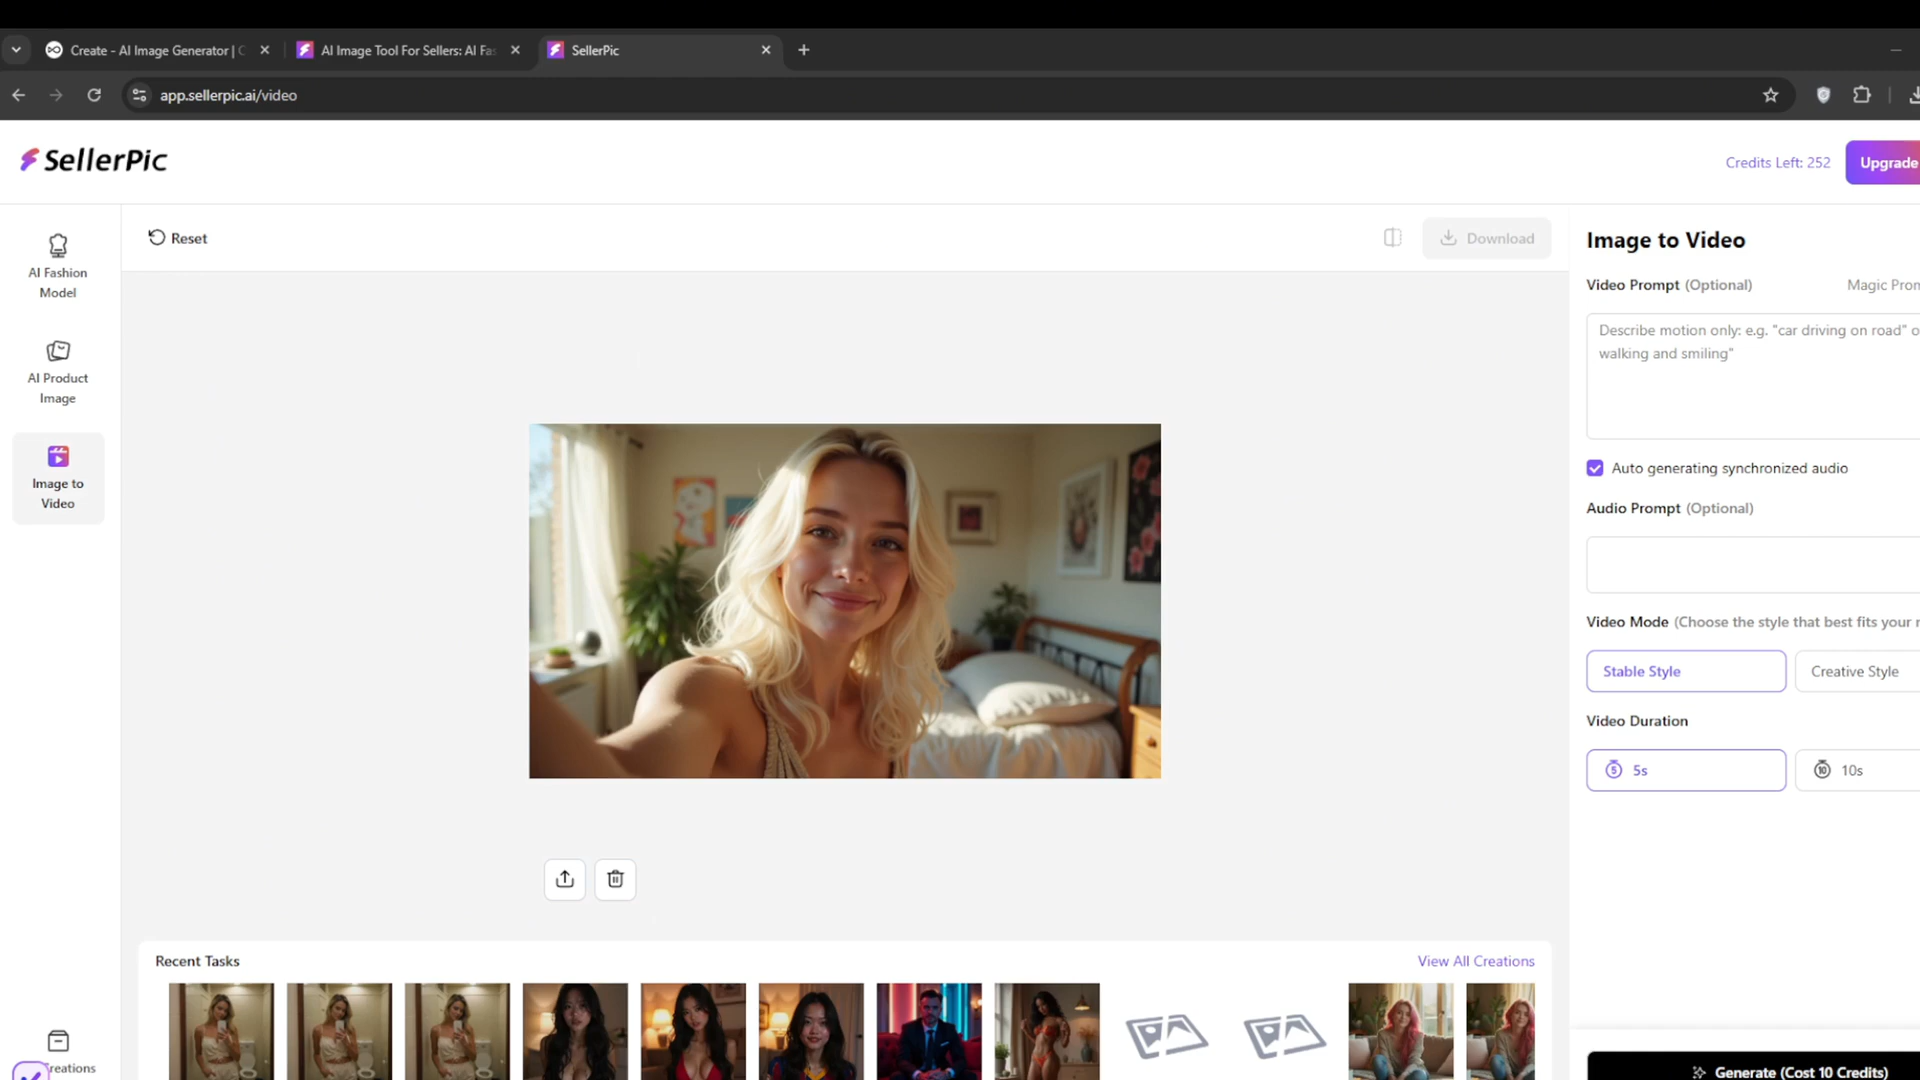 Create - AI Image Generator | C
AI Image Tool For Sellers: AI Fas
SellerPic
app.sellerpic.ai/video
SellerPic
Credits Left: 252
Upgrade
Reset
Download
Image to Video
AI Fashion
Model
Video Prompt (Optional)
Magic Prom
Describe motion only: e.g. "car driving on road" o
walking and smiling"
AI Product
Image
Image to
Video
Auto generating synchronized audio
Audio Prompt (Optional)
Video Mode (Choose the style that best fits your
Stable Style
Creative Style
Video Duration
5s
10s
Recent Tasks
View All Creations
reations
Generate (Cost 10 Credits)